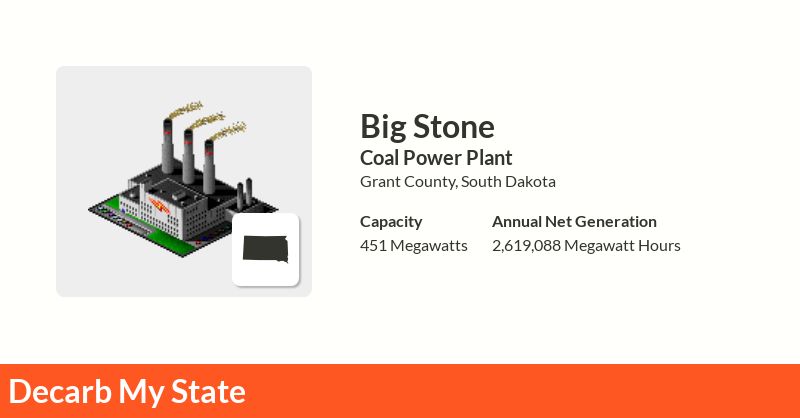 Big Stone
Coal Power Plant
Grant County, South Dakota
Capacity
451 Megawatts
Annual Net Generation
2,619,088 Megawatt Hours
Decarb My State